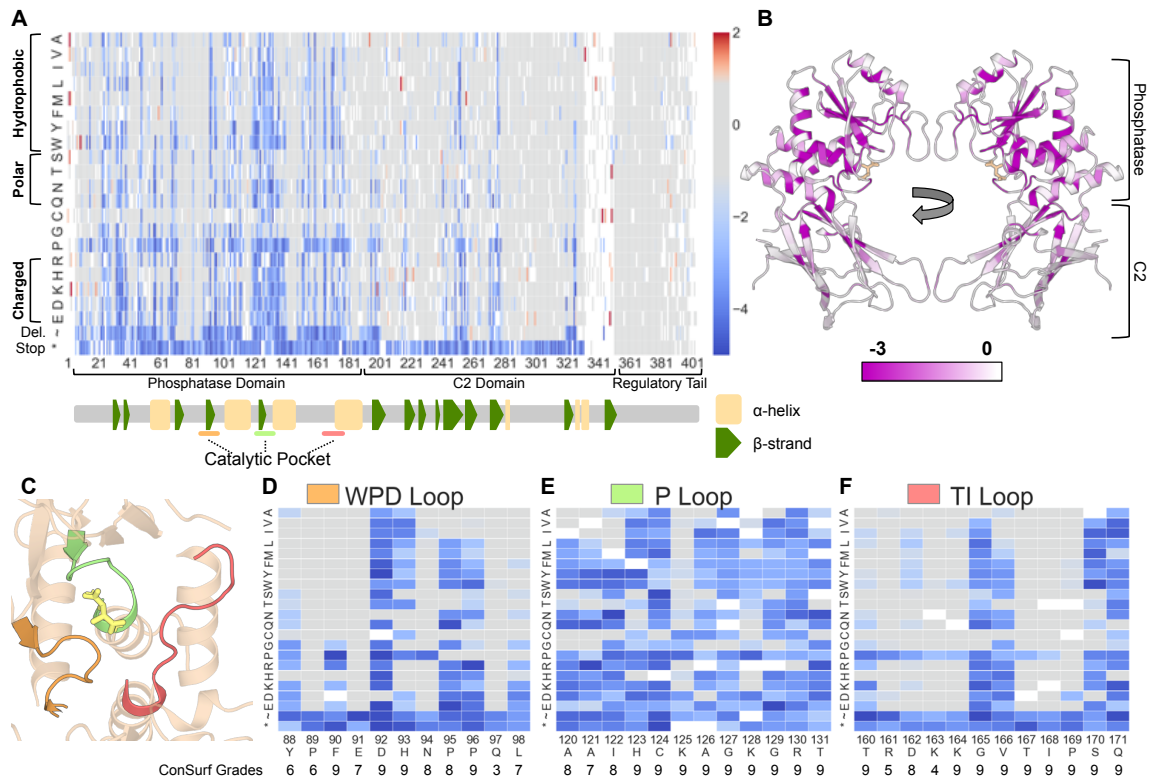 A
B
Hydrophobic
Polar
Charged
A
V
I
L
M
F
Y
W
S
T
N
Q
C
G
P
R
H
K
D
E
~
*
Del.
Stop
2
0
−2
−4
1 21 41 61 81 101 121 141 161 181 201 221 241 261 281 301 321 341 361 381 401
Phosphatase Domain C2 Domain Regulatory Tail
Catalytic Pocket
α-helix
β-strand
Phosphatase
C2
-3 0
C
D WPD Loop
A
V
I
L
M
F
Y
W
S
T
N
Q
C
G
P
R
H
K
D
E
~
*
88 89 90 91 92 93 94 95 96 97 98
Y P F E D H N P P Q L
ConSurf Grades 6 6 9 7 9 9 8 9 9 3 7
E P Loop
A
V
I
L
M
F
Y
W
S
T
N
Q
C
G
P
R
H
K
D
E
~
*
120 121 122 123 124 125 126 127 128 129 130 131
A A I H C K A G K G R T
8 7 8 9 9 9 9 9 9 9 9 9
F TI Loop
A
V
I
L
M
F
Y
W
S
T
N
Q
C
G
P
R
H
K
D
E
~
*
160 161 162 163 164 165 166 167 168 169 170 171
T R D K K G V T I P S Q
9 5 8 4 9 9 9 9 9 9 9 9